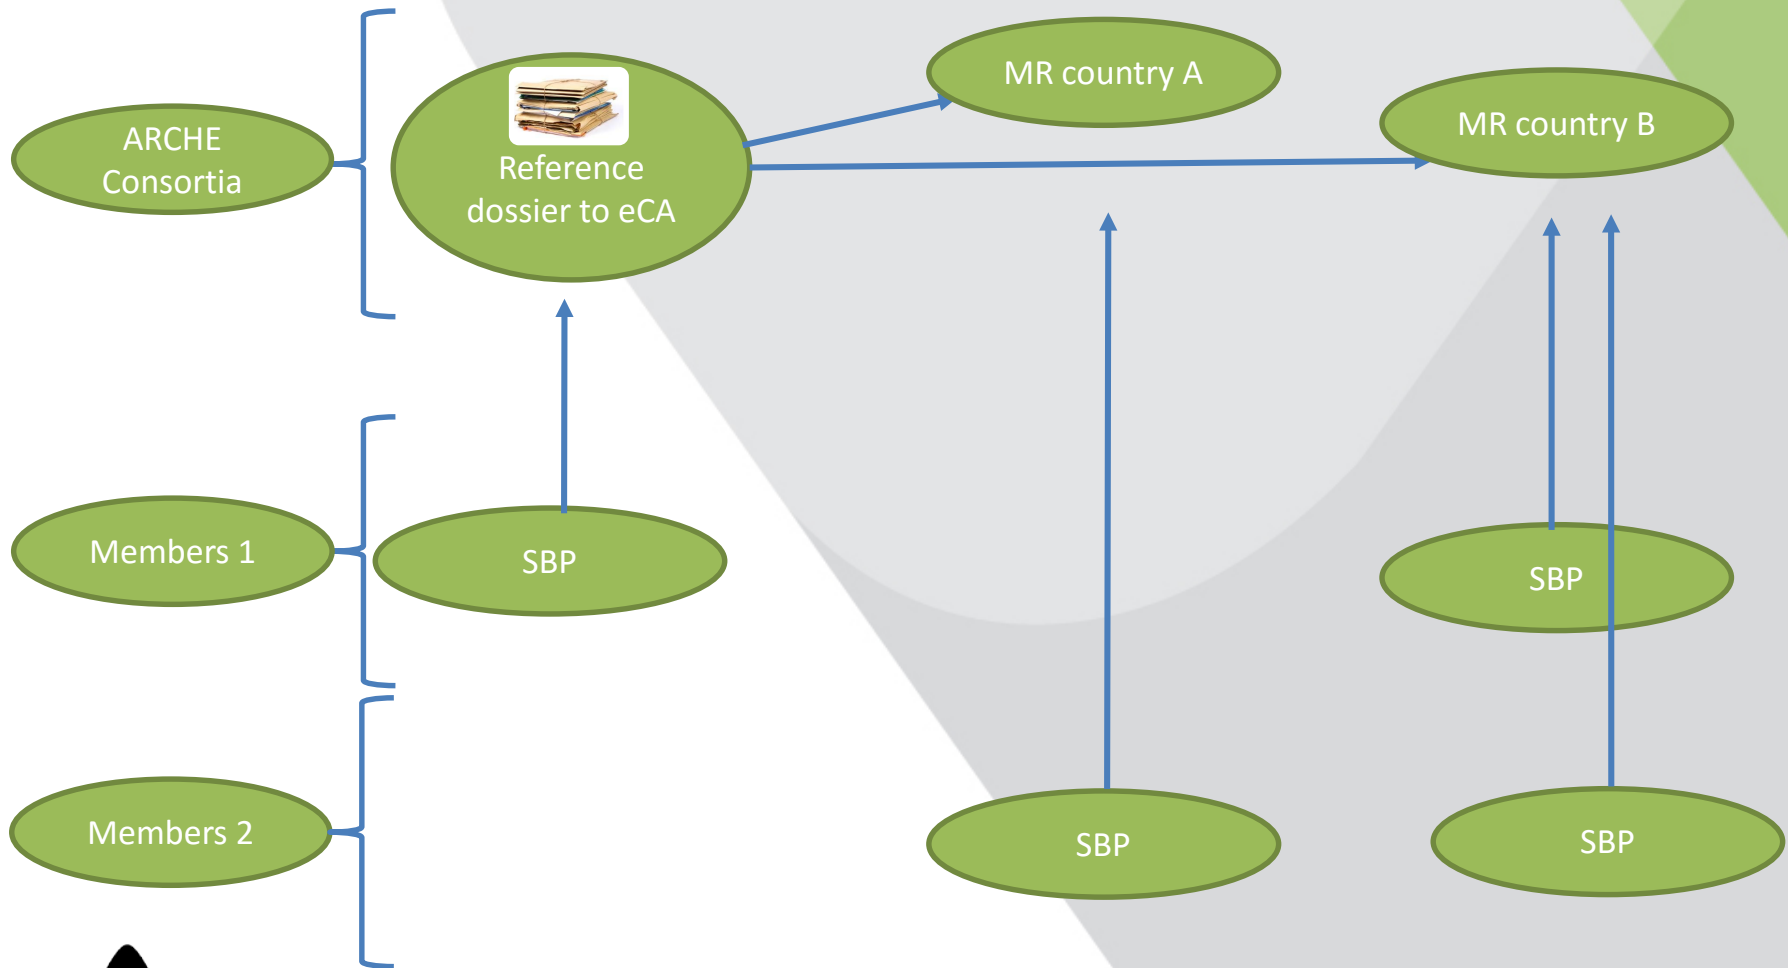 MR country A
MR country B
ARCHE
Consortia
Reference
dossier to eCA
Members 1
SBP
SBP
Members 2
SBP
SBP